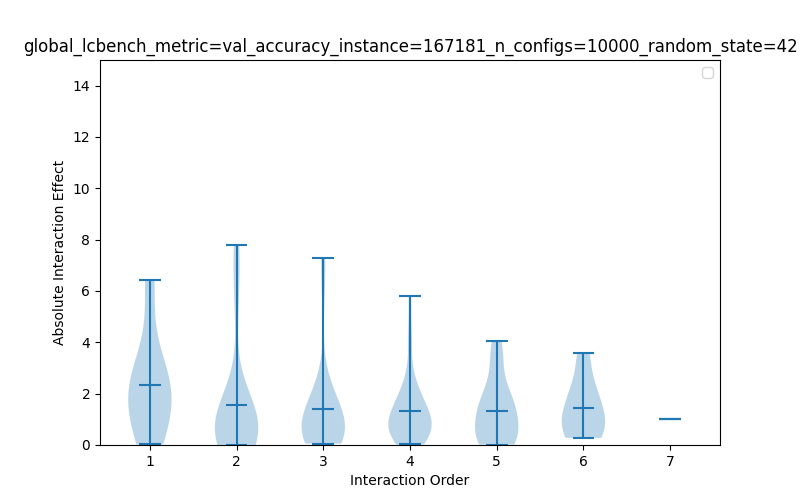 global_lcbench_metric=val_accuracy_instance=167181_n_configs=10000_random_state=42
14
12
10
8
6
4
2
0
Absolute Interaction Effect
1 2 3 4 5 6 7
Interaction Order